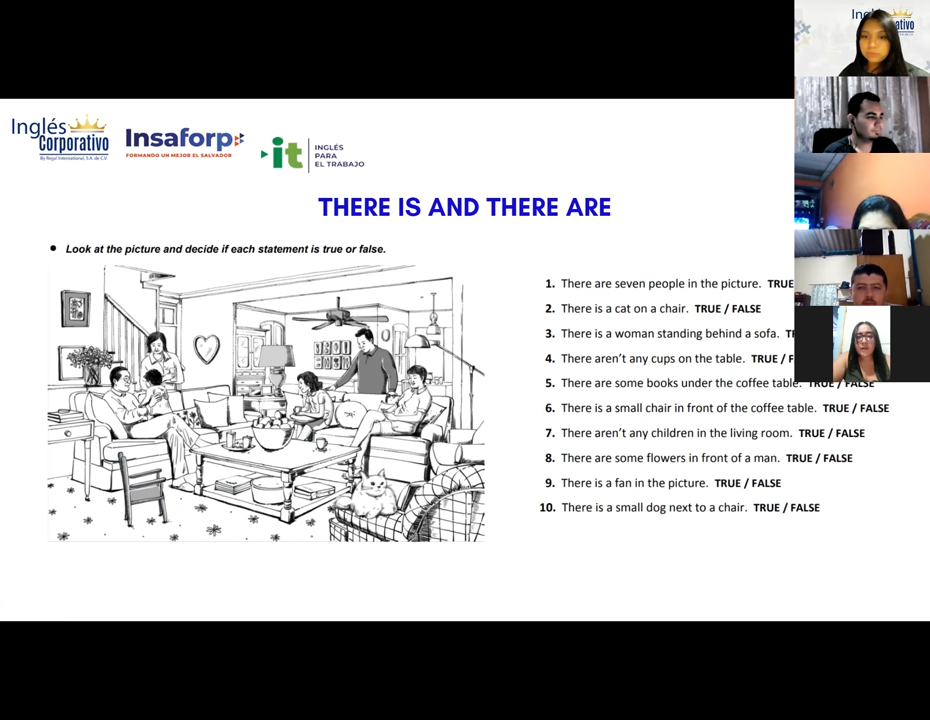 Inglés
Corporativo
By Regal International, S.A. de C.V.
Insaforp
FORMANDO UN MEJOR EL SALVADOR
it
INGLÉS
PARA
EL TRABAJO
THERE IS AND THERE ARE
• Look at the picture and decide if each statement is true or false.
1. There are seven people in the picture. TRUE
2. There is a cat on a chair. TRUE / FALSE
3. There is a woman standing behind a sofa.
4. There aren't any cups on the table. TRUE / F
5. There are some books under the coffee table. TRUE / FALSE
6. There is a small chair in front of the coffee table. TRUE / FALSE
7. There aren't any children in the living room. TRUE / FALSE
8. There are some flowers in front of a man. TRUE / FALSE
9. There is a fan in the picture. TRUE / FALSE
10. There is a small dog next to a chair. TRUE / FALSE